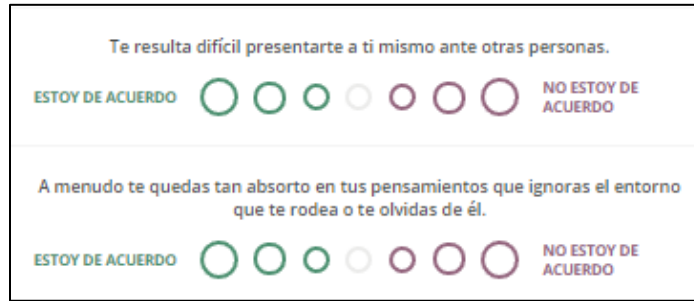 Te resulta difícil presentarte a ti mismo ante otras personas.
ESTOY DE ACUERDO
NO ESTOY DE
ACUERDO
A menudo te quedas tan absorto en tus pensamientos que ignoras el entorno
que te rodea o te olvidas de él.
ESTOY DE ACUERDO
NO ESTOY DE
ACUERDO